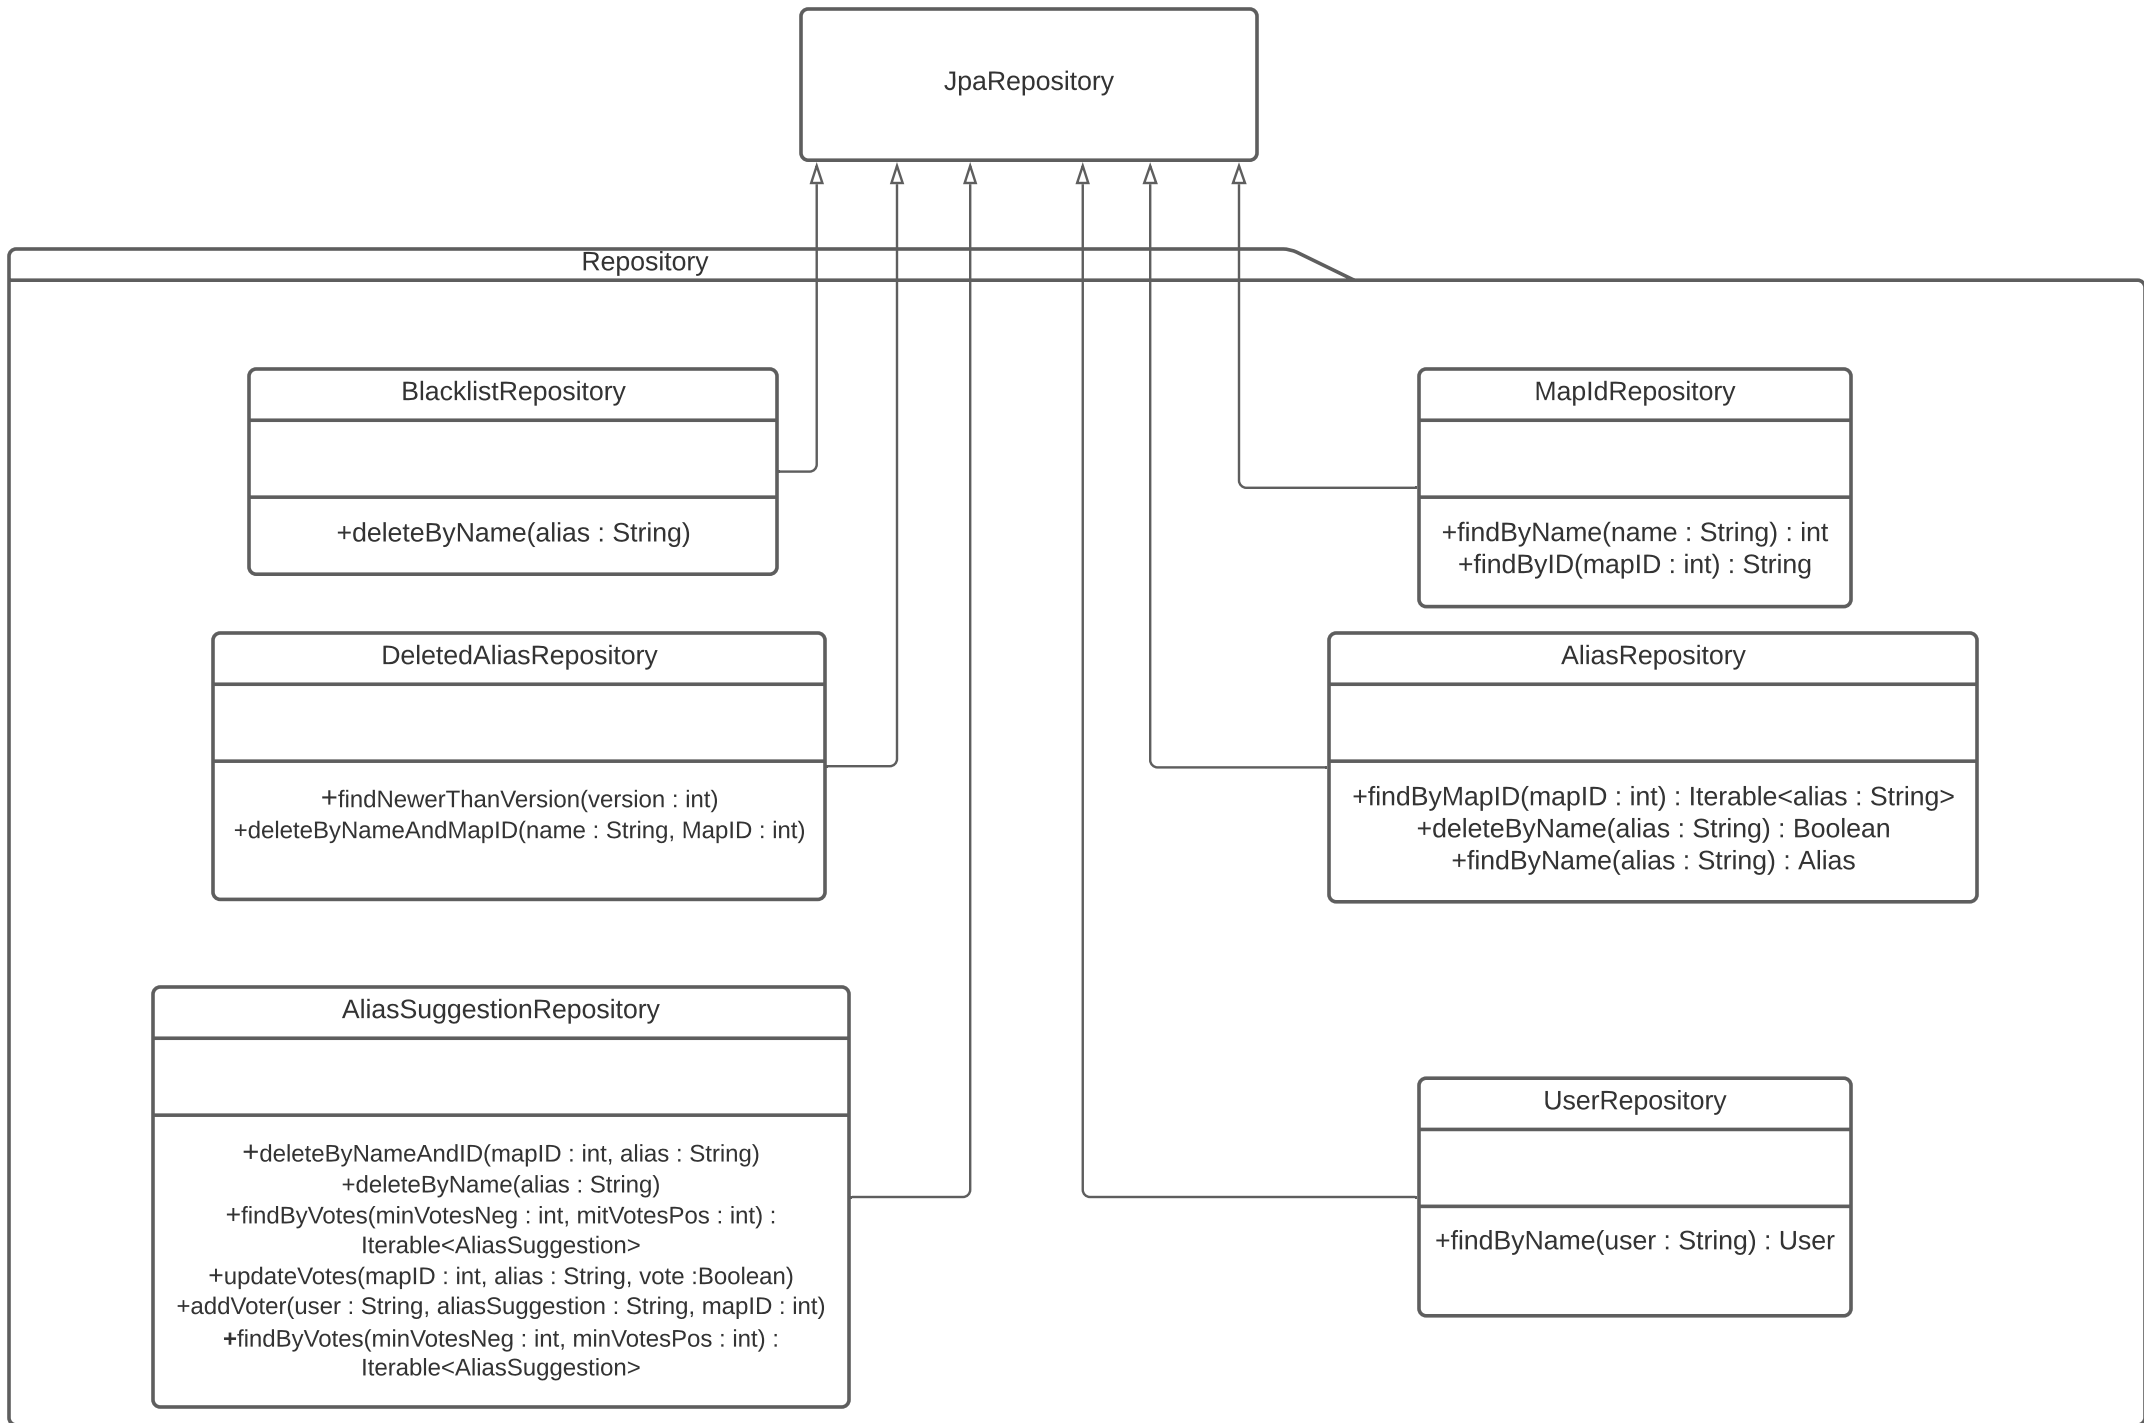 JpaRepository
Repository
BlacklistRepository
+deleteByName(alias : String)
MapIdRepository
+findByName(name : String) : int
+findByID(mapID : int) : String
DeletedAliasRepository
+findNewerThanVersion(version : int)
+deleteByNameAndMapID(name : String, MapID : int)
AliasRepository
+findByMapID(mapID : int) : Iterable<alias : String>
+deleteByName(alias : String) : Boolean
+findByName(alias : String) : Alias
AliasSuggestionRepository
+deleteByNameAndID(mapID : int, alias : String)
+deleteByName(alias : String)
+findByVotes(minVotesNeg : int, mitVotesPos : int) :
Iterable<AliasSuggestion>
+updateVotes(mapID : int, alias : String, vote :Boolean)
+addVoter(user : String, aliasSuggestion : String, mapID : int)
+findByVotes(minVotesNeg : int, minVotesPos : int) :
Iterable<AliasSuggestion>
UserRepository
+findByName(user : String) : User